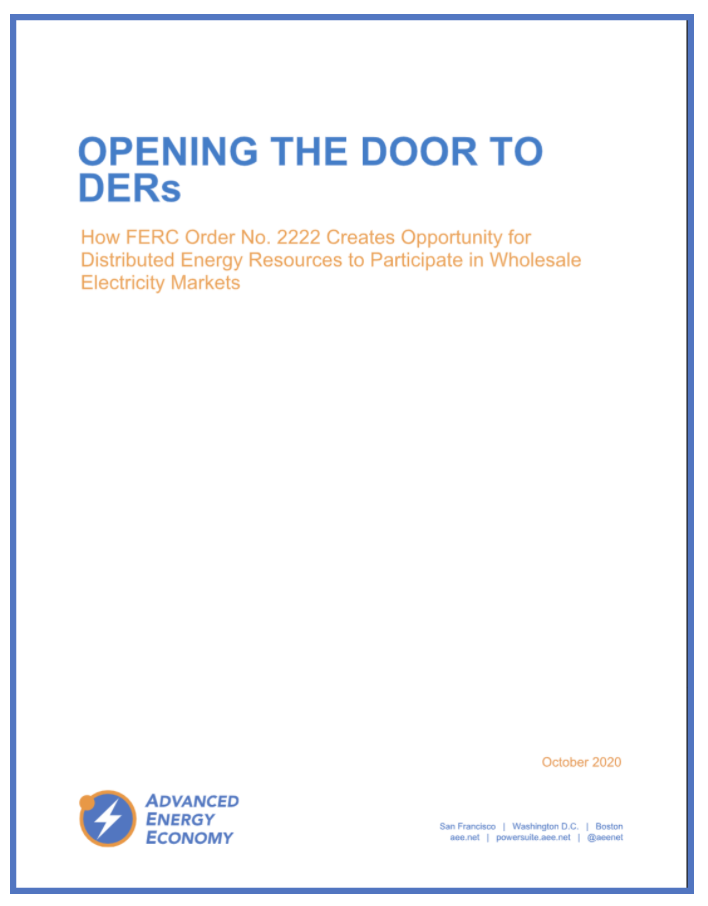 OPENING THE DOOR TO
DERs
How FERC Order No. 2222 Creates Opportunity for
Distributed Energy Resources to Participate in Wholesale
Electricity Markets
October 2020
ADVANCED
ENERGY
ECONOMY
San Francisco | Washington D.C. | Boston
aee.net | powersuite.aee.net | @aeenet